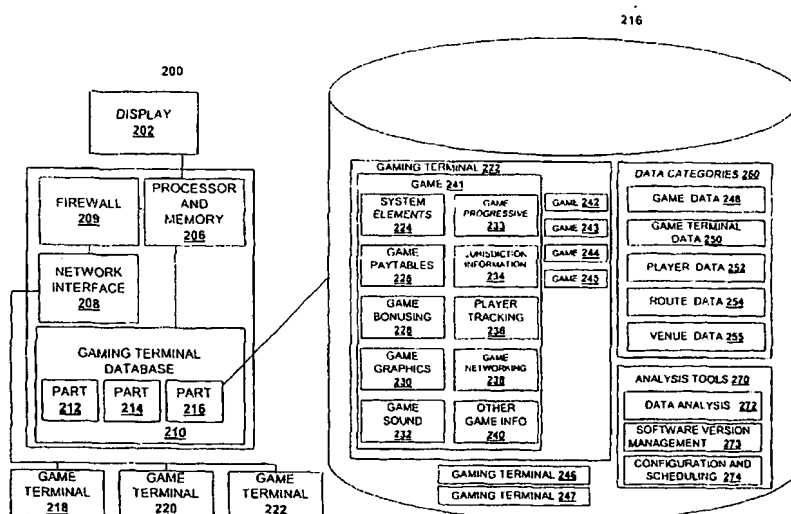 216
200
DISPLAY
202
FIREWALL
209
PROCESSOR
AND
MEMORY
206
NETWORK
INTERFACE
208
GAMING TERMINAL
DATABASE
PART
212
PART
214
PART
216
210
GAME
TERMINAL
218
GAME
TERMINAL
220
GAME
TERMINAL
222
GAMING TERMINAL 222
GAME 241
SYSTEM
ELEMENTS
224
GAME
PROGRESSIVE
233
GAME
PAYTABLES
226
JURISDICTION
INFORMATION
234
GAME
BONUSING
228
PLAYER
TRACKING
236
GAME
GRAPHICS
230
GAME
NETWORKING
238
GAME
SOUND
232
OTHER
GAME INFO
240
GAME 242
GAME 243
GAME 244
GAME 245
GAMING TERMINAL 246
GAMING TERMINAL 247
DATA CATEGORIES 260
GAME DATA 248
GAME TERMINAL
DATA 250
PLAYER DATA 252
ROUTE DATA 254
VENUE DATA 255
ANALYSIS TOOLS 270
DATA ANALYSIS 272
SOFTWARE VERSION
MANAGEMENT 273
CONFIGURATION AND
SCHEDULING 274